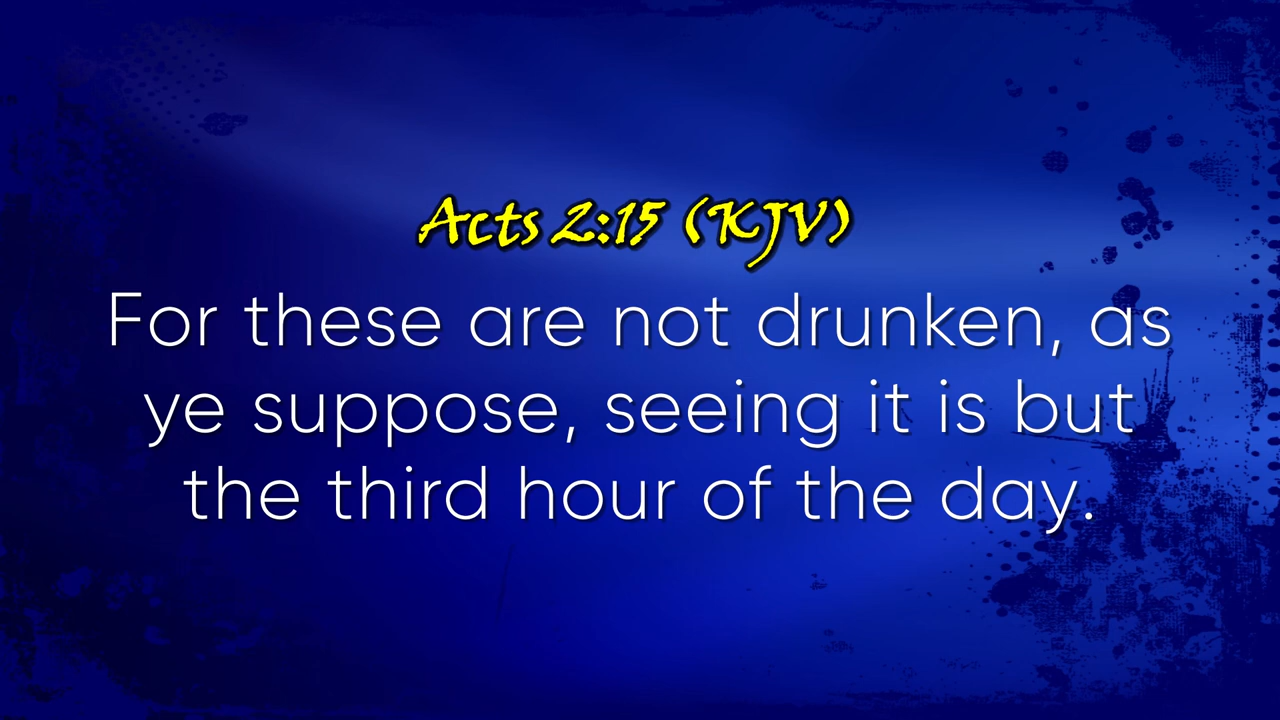 Acts 2:15 (KJV)
For these are not drunken, as
ye suppose, seeing it is but
the third hour of the day.